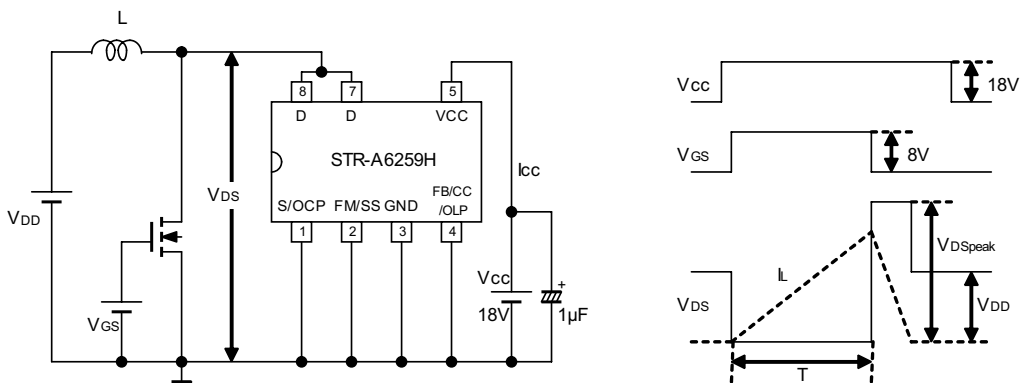 L
8 7 5
D D VCC
STR-A6259H
Icc
VDD
VDS
FB/CC
S/OCP FM/SS GND /OLP
1 2 3 4
VGS
Vcc
18V
+
1µF
Vcc
18V
VGS
8V
VDS
IL
VDSpeak
VDD
T